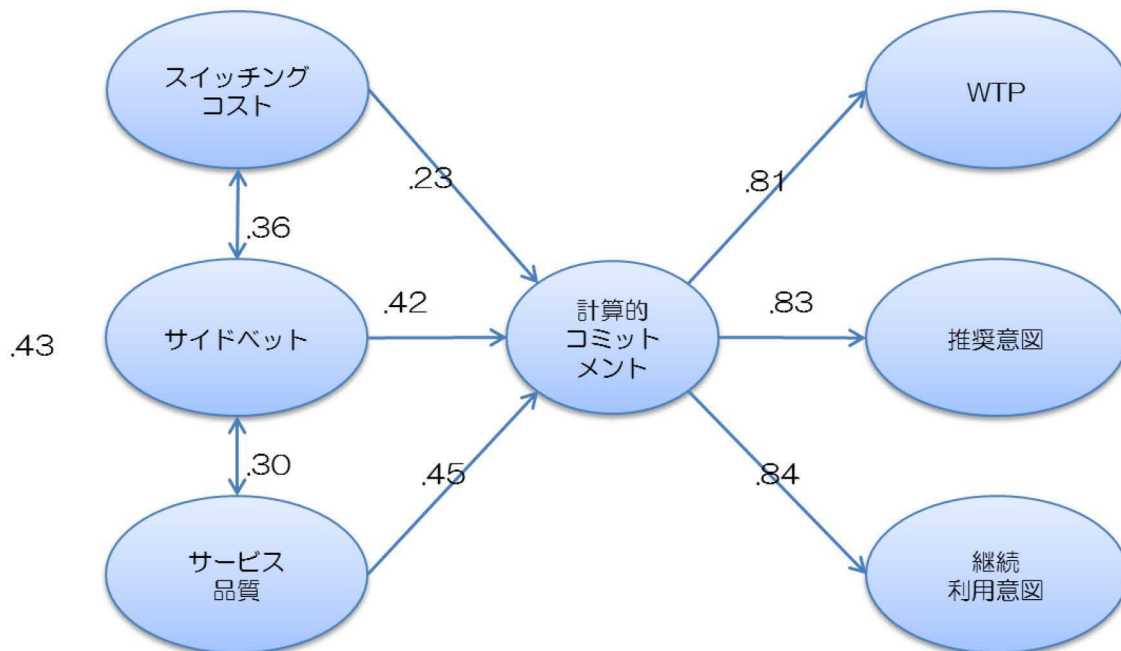 スイッチング
コスト
WTP
.23
.81
.36
サイドベット
.42
計算的
コミット
メント
.83
推奨意図
.43
.30
.45
.84
サービス
品質
継続
利用意図